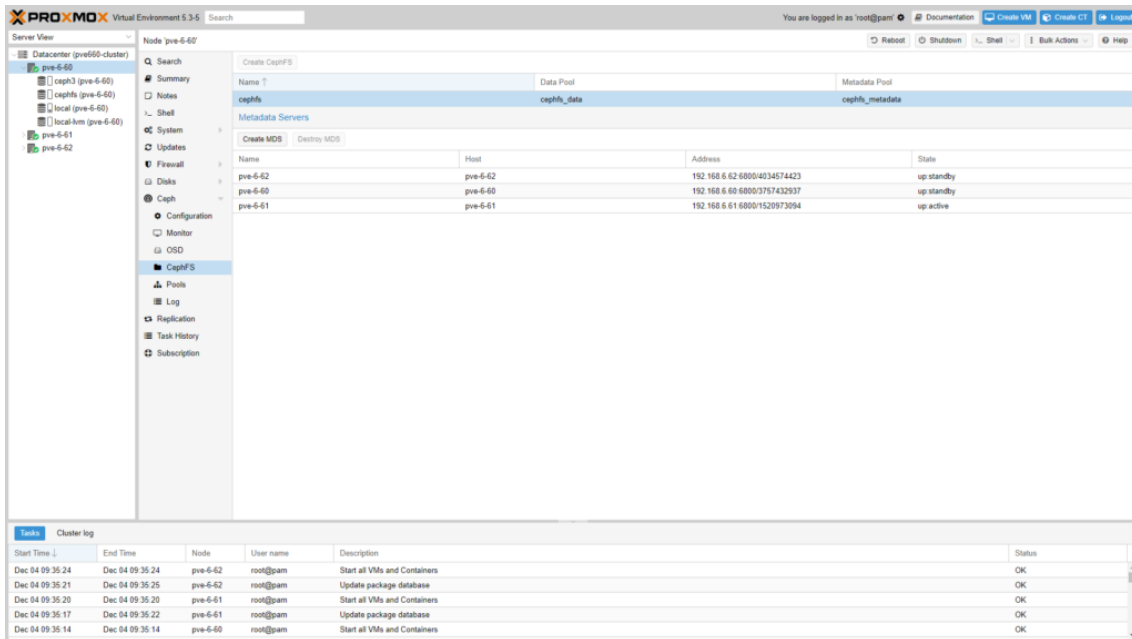 PROXMOX Virtual Environment 5.3-5 Search You are logged in as 'root@pam' Documentation Create VM Create CT Logout
Server View
Datacenter (pve660-cluster)
pve-6-60
ceph3 (pve-6-60)
cephfs (pve-6-60)
local (pve-6-60)
local-lvm (pve-6-60)
pve-6-61
pve-6-62
Node 'pve-6-60' Reboot Shutdown >_ Shell Bulk Actions Help
Search
Summary
Notes
>_ Shell
System
Updates
Firewall
Disks
Ceph
Configuration
Monitor
OSD
CephFS
Pools
Log
Replication
Task History
Subscription
Create CephFS
Name ↑ Data Pool Metadata Pool
cephfs cephfs_data cephfs_metadata
Metadata Servers
Create MDS Destroy MDS
Name Host Address State
pve-6-62 pve-6-62 192.168.6.62:6800/4034574423 up:standby
pve-6-60 pve-6-60 192.168.6.60:6800/3757432937 up:standby
pve-6-61 pve-6-61 192.168.6.61:6800/1520973094 up:active
Tasks Cluster log
Start Time ↓ End Time Node User name Description Status
Dec 04 09:35:24 Dec 04 09:35:24 pve-6-62 root@pam Start all VMs and Containers OK
Dec 04 09:35:21 Dec 04 09:35:25 pve-6-62 root@pam Update package database OK
Dec 04 09:35:20 Dec 04 09:35:20 pve-6-61 root@pam Start all VMs and Containers OK
Dec 04 09:35:17 Dec 04 09:35:22 pve-6-61 root@pam Update package database OK
Dec 04 09:35:14 Dec 04 09:35:14 pve-6-60 root@pam Start all VMs and Containers OK